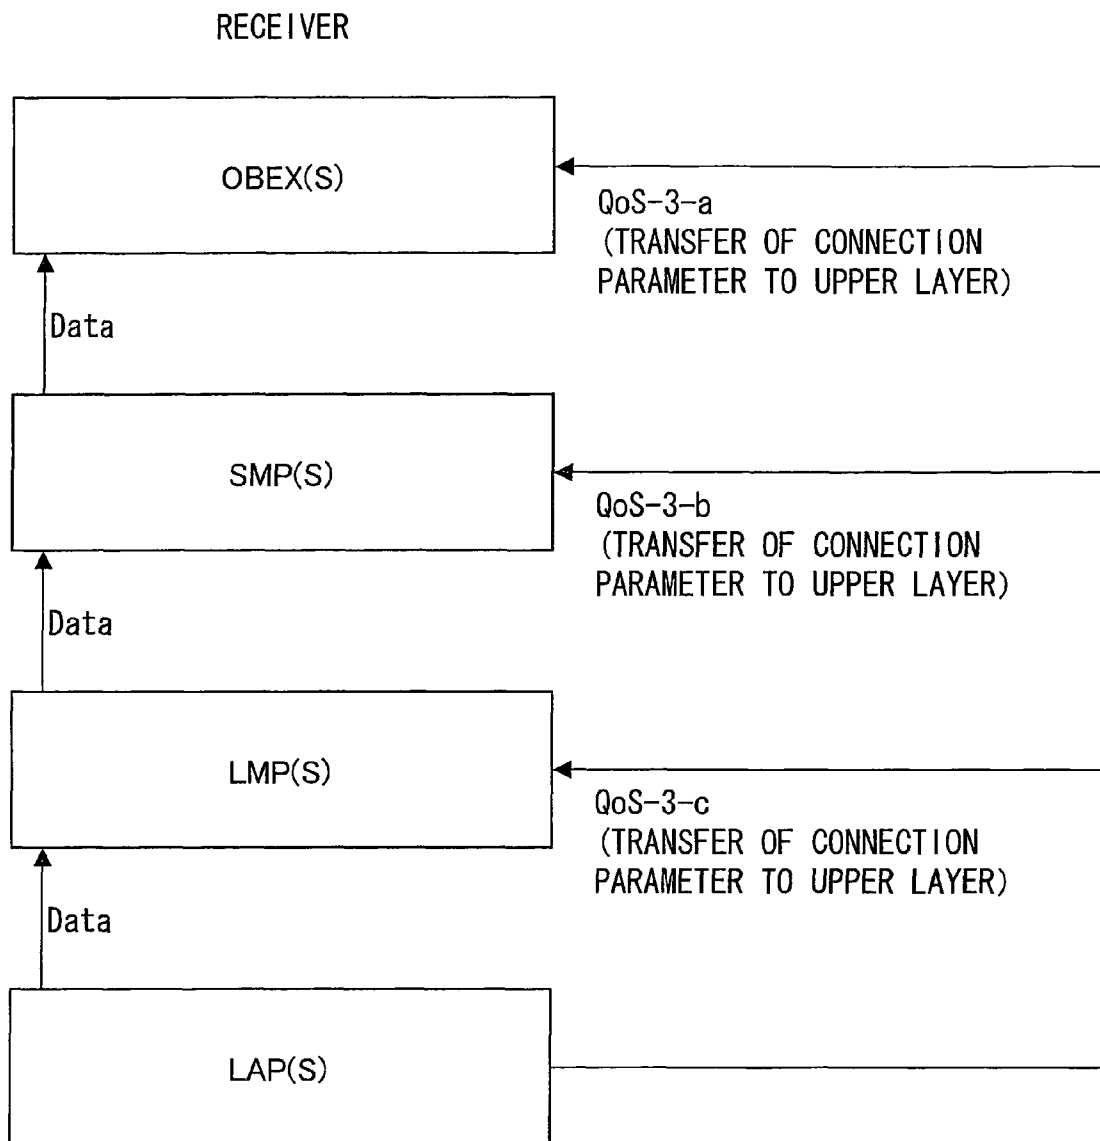 RECEIVER
OBEX(S)
QoS-3-a
(TRANSFER OF CONNECTION
PARAMETER TO UPPER LAYER)
Data
SMP(S)
QoS-3-b
(TRANSFER OF CONNECTION
PARAMETER TO UPPER LAYER)
Data
LMP(S)
QoS-3-c
(TRANSFER OF CONNECTION
PARAMETER TO UPPER LAYER)
Data
LAP(S)